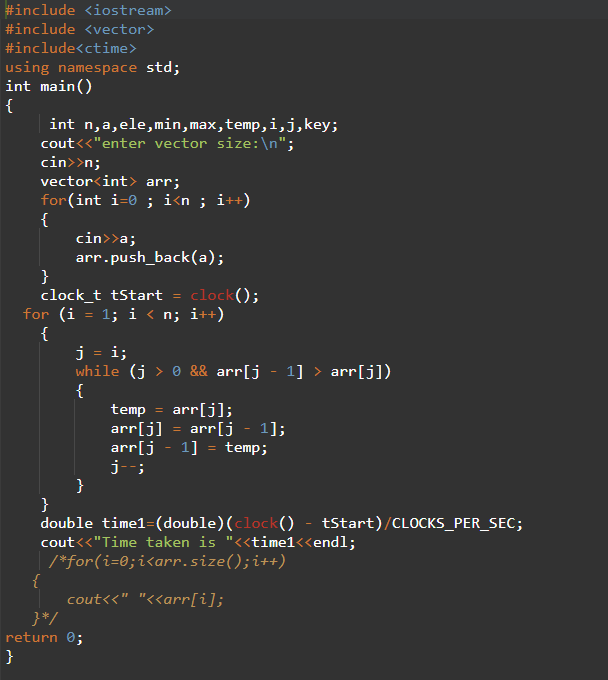 #include <iostream>
#include <vector>
#include<ctime>
using namespace std;
int main()
{
int n,a,ele,min,max,temp,i,j,key;
cout<<"enter vector size:\n";
cin>>n;
vector<int> arr;
for(int i=0 ; i<n ; i++)
{
cin>>a;
arr.push_back(a);
}
clock_t tStart = clock();
for (i = 1; i < n; i++)
{
j = i;
while (j > 0 && arr[j - 1] > arr[j])
{
temp = arr[j];
arr[j] = arr[j - 1];
arr[j - 1] = temp;
j--;
}
}
double time1=(double)(clock() - tStart)/CLOCKS_PER_SEC;
cout<<"Time taken is "<<time1<<endl;
/*for(i=0;i<arr.size();i++)
{
cout<<" "<<arr[i];
}*/
return 0;
}